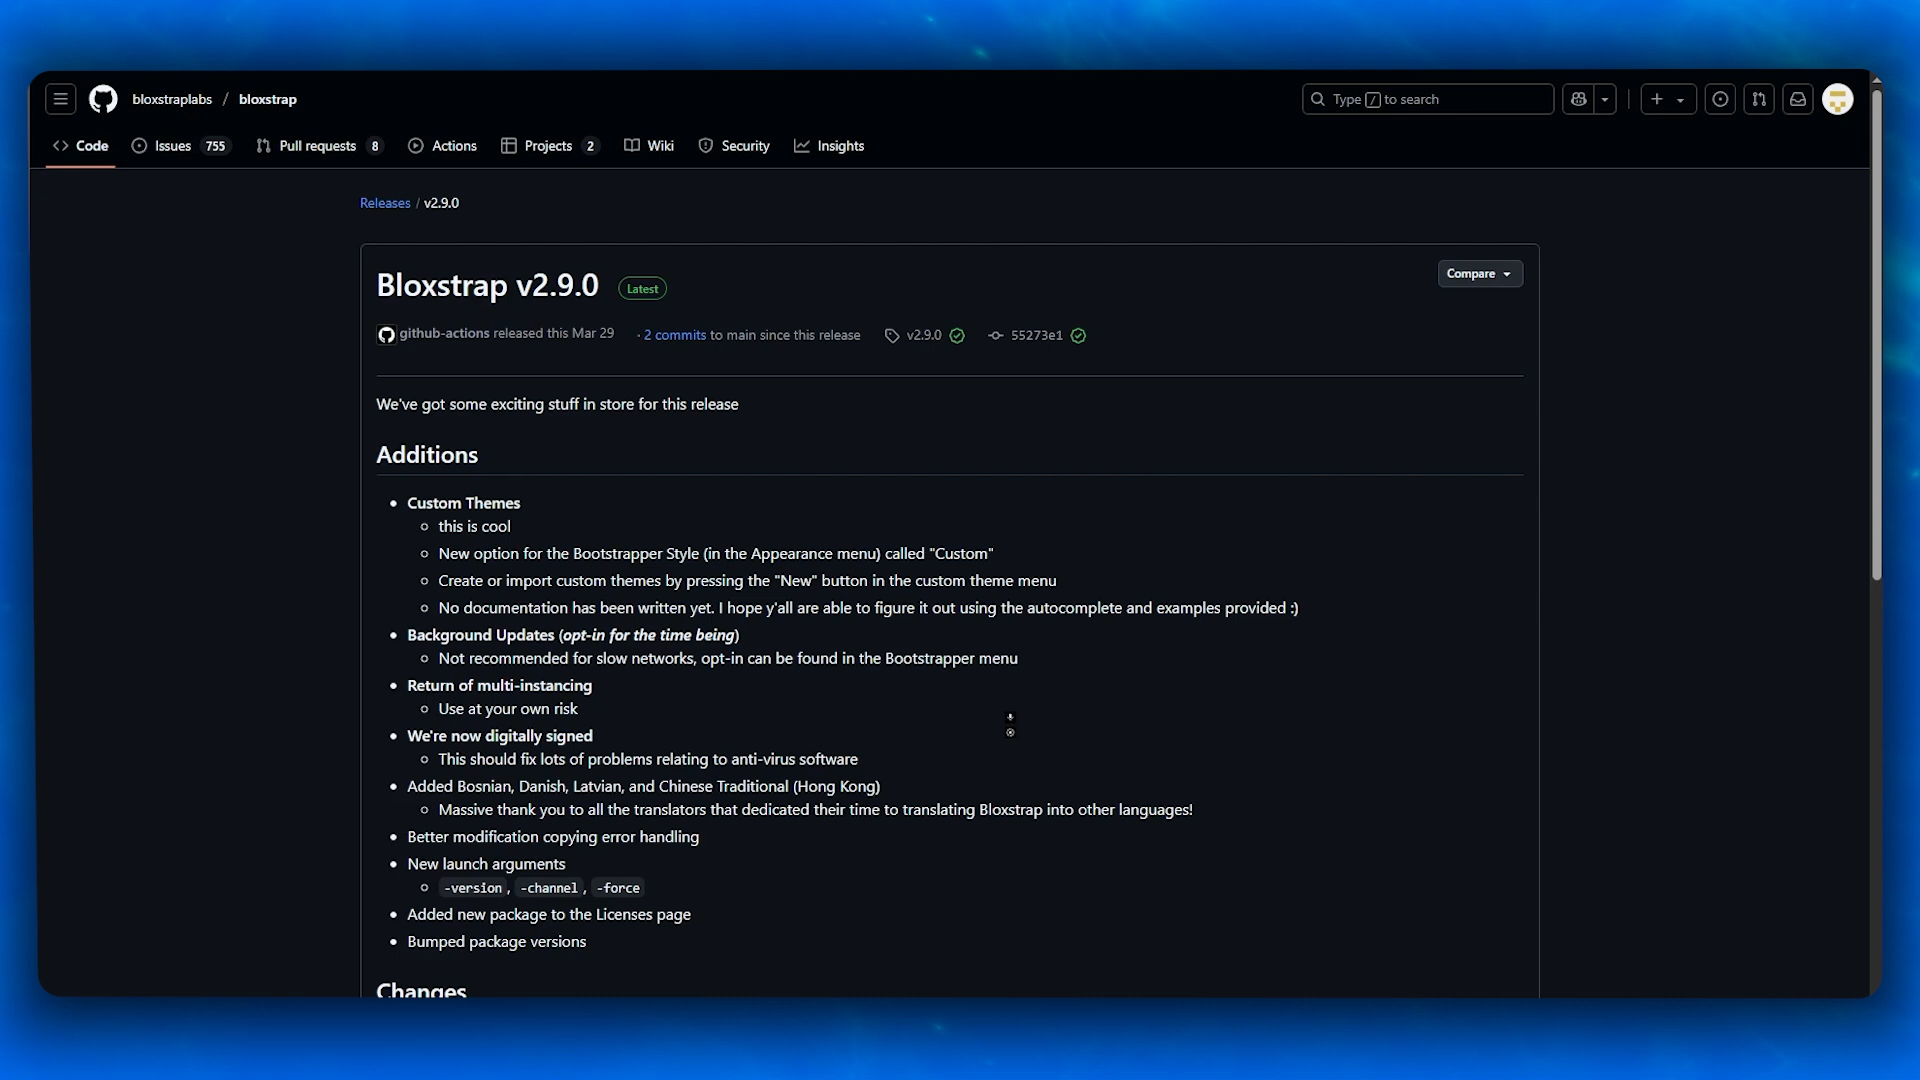 bloxstraplabs / bloxstrap
Type / to search
Code
Issues 755
Pull requests 8
Actions
Projects 2
Wiki
Security
Insights
Releases / v2.9.0
Bloxstrap v2.9.0 Latest
Compare
github-actions released this Mar 29 · 2 commits to main since this release v2.9.0 55273e1
We've got some exciting stuff in store for this release
Additions
Custom Themes
this is cool
New option for the Bootstrapper Style (in the Appearance menu) called "Custom"
Create or import custom themes by pressing the "New" button in the custom theme menu
No documentation has been written yet. I hope y'all are able to figure it out using the autocomplete and examples provided :)
Background Updates (opt-in for the time being)
Not recommended for slow networks, opt-in can be found in the Bootstrapper menu
Return of multi-instancing
Use at your own risk
We're now digitally signed
This should fix lots of problems relating to anti-virus software
Added Bosnian, Danish, Latvian, and Chinese Traditional (Hong Kong)
Massive thank you to all the translators that dedicated their time to translating Bloxstrap into other languages!
Better modification copying error handling
New launch arguments
-version, -channel, -force
Added new package to the Licenses page
Bumped package versions
Changes